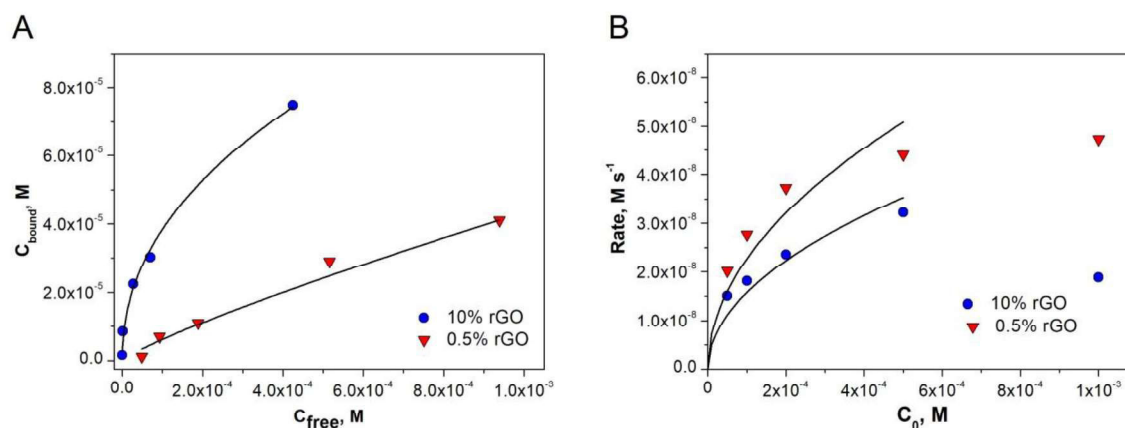 A
C_bound, M
8.0x10⁻⁵
6.0x10⁻⁵
4.0x10⁻⁵
2.0x10⁻⁵
0.0
10% rGO
0.5% rGO
0.0 2.0x10⁻⁴ 4.0x10⁻⁴ 6.0x10⁻⁴ 8.0x10⁻⁴ 1.0x10⁻³
C_free, M
B
Rate, M s⁻¹
6.0x10⁻⁸
5.0x10⁻⁸
4.0x10⁻⁸
3.0x10⁻⁸
2.0x10⁻⁸
1.0x10⁻⁸
0.0
10% rGO
0.5% rGO
0 2x10⁻⁴ 4x10⁻⁴ 6x10⁻⁴ 8x10⁻⁴ 1x10⁻³
C₀, M